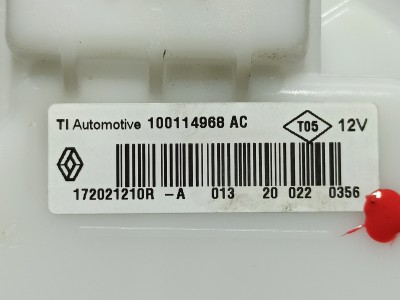 TI Automotive 100114968 AC
T05 12V
172021210R -A 013 20 022 0356